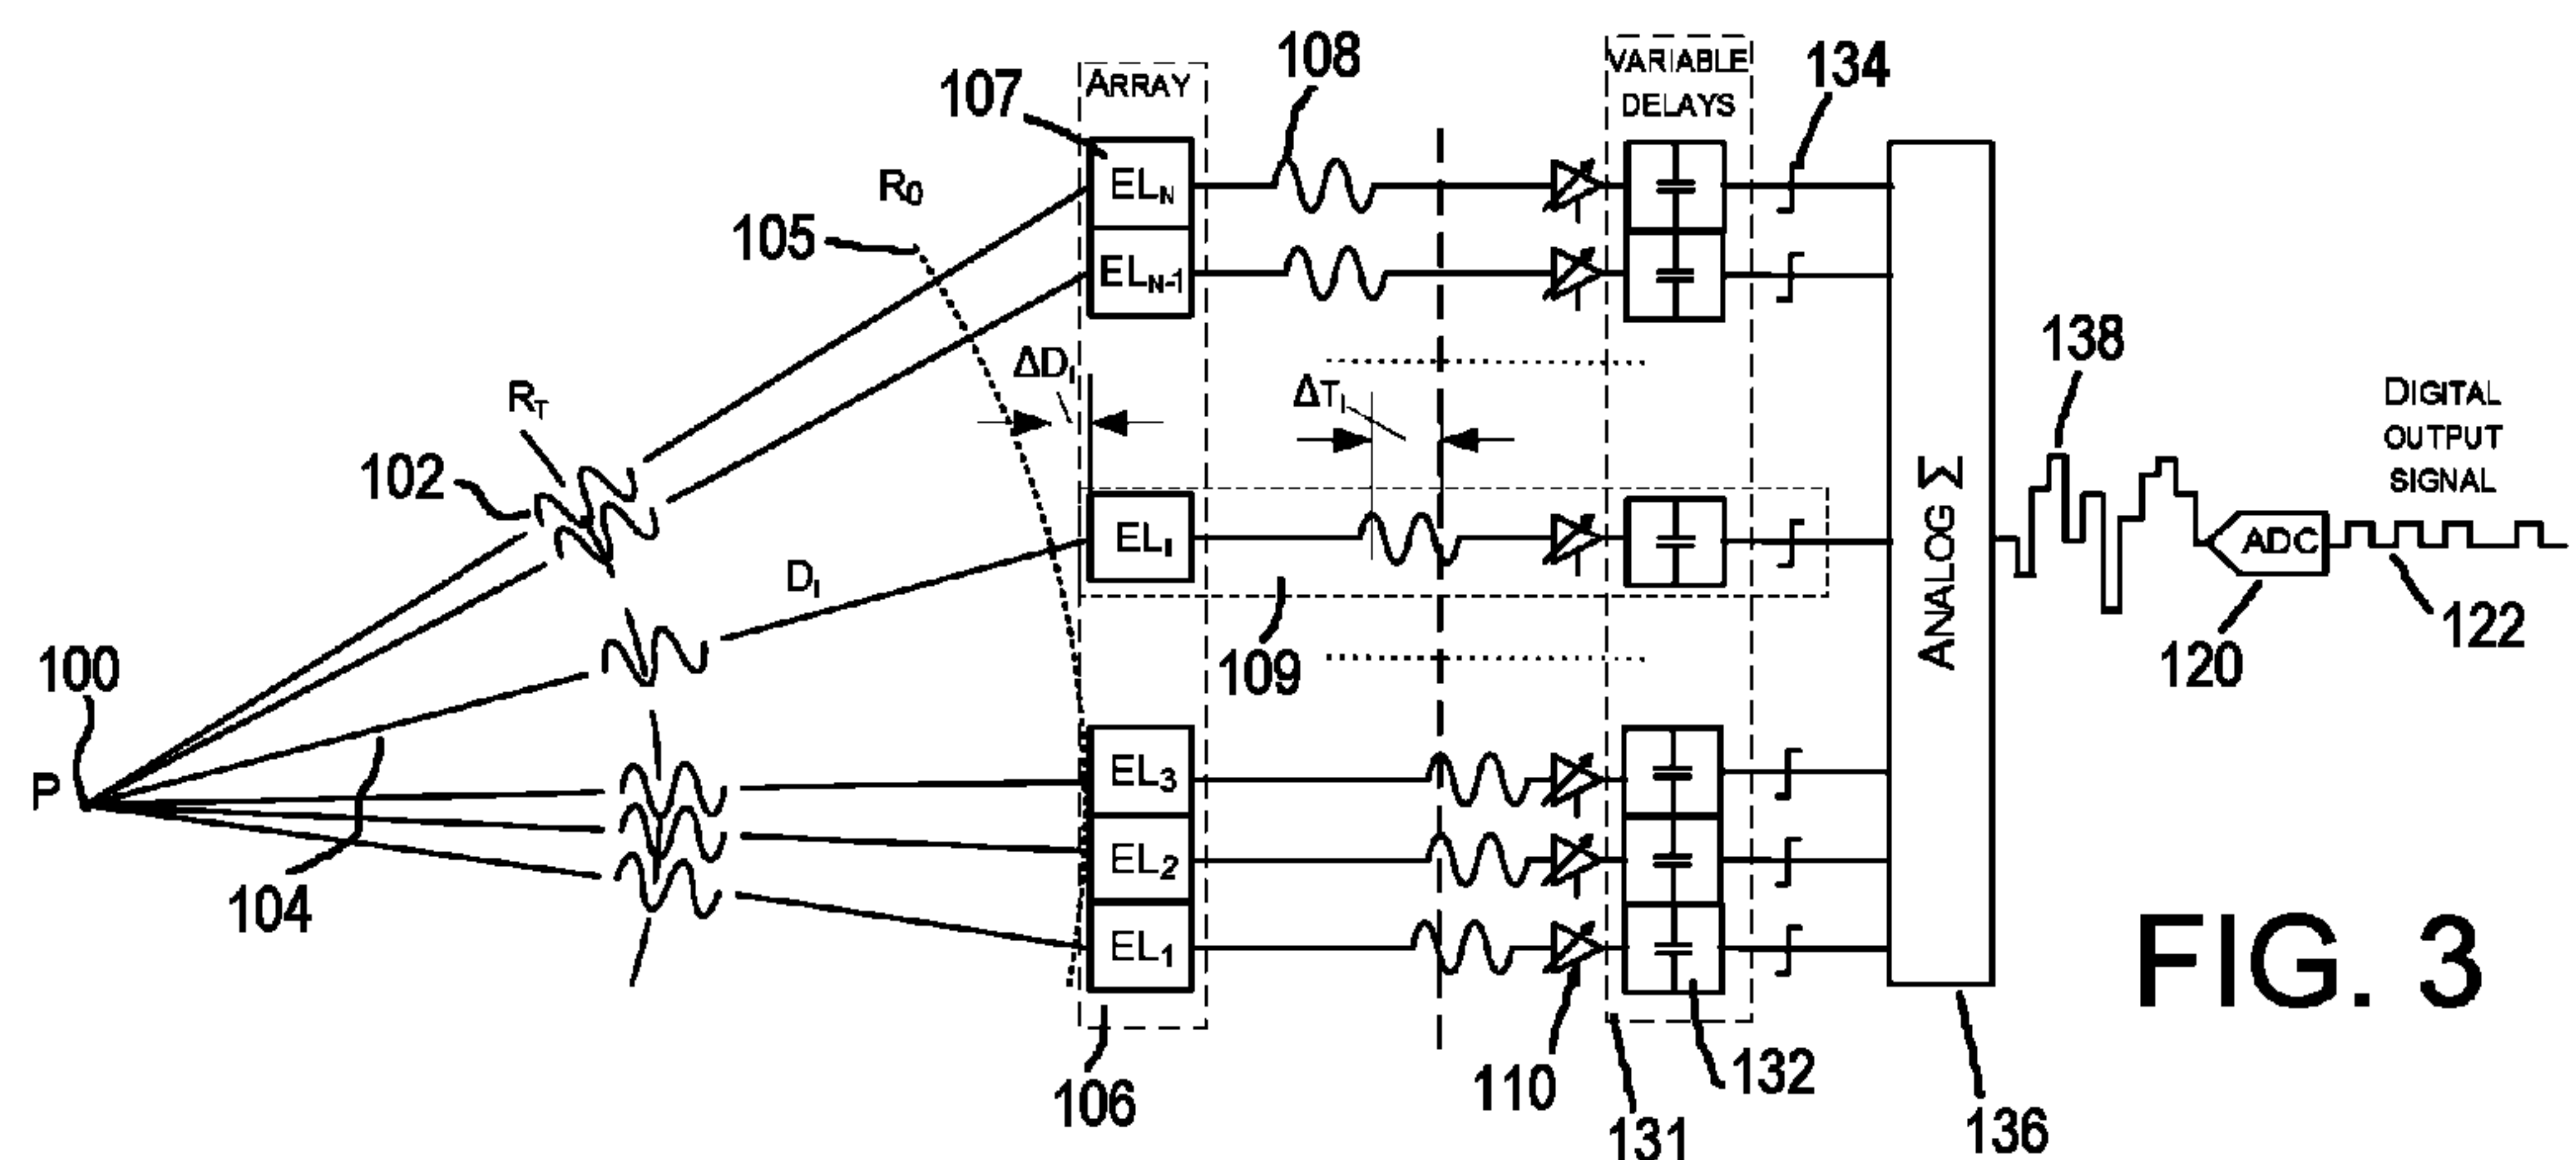 108
VARIABLE
DELAYS
134
107
ARRAY
R0
ELN
105
ELN-1
138
ΔDI
ΔTI
DIGITAL
OUTPUT
SIGNAL
RT
102
ANALOG Σ
ELI
ADC
DI
109
120
122
100
P
EL3
104
EL2
EL1
FIG. 3
106
110
132
131
136